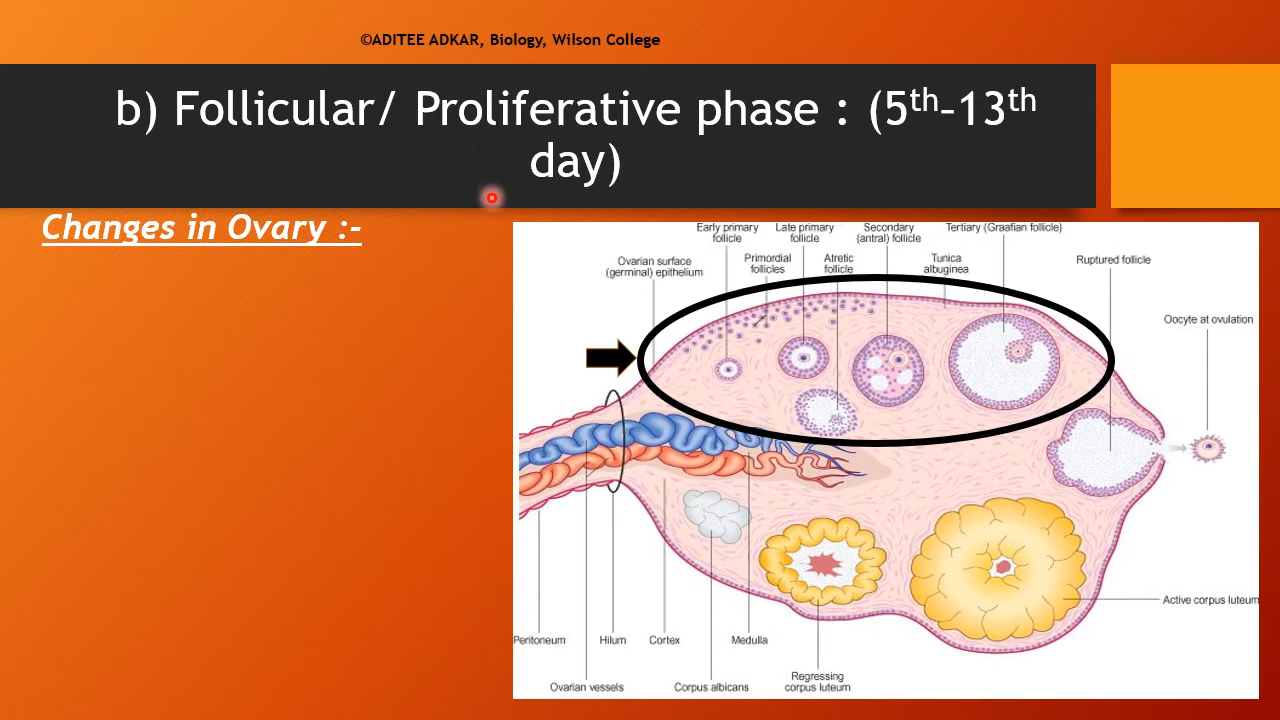 ©ADITEE ADKAR, Biology, Wilson College
b) Follicular/ Proliferative phase : (5th-13th
day)
Changes in Ovary :-
Early primary
follicle
Late primary
follicle
Secondary
(antral) follicle
Tertiary (Graafian follicle)
Ovarian surface
(germinal) epithelium
Primordial
follicles
Atretic
follicle
Tunica
albuginea
Ruptured follicle
Oocyte at ovulation
Active corpus luteum
Peritoneum
Hilum
Cortex
Medulla
Ovarian vessels
Corpus albicans
Regressing
corpus luteum